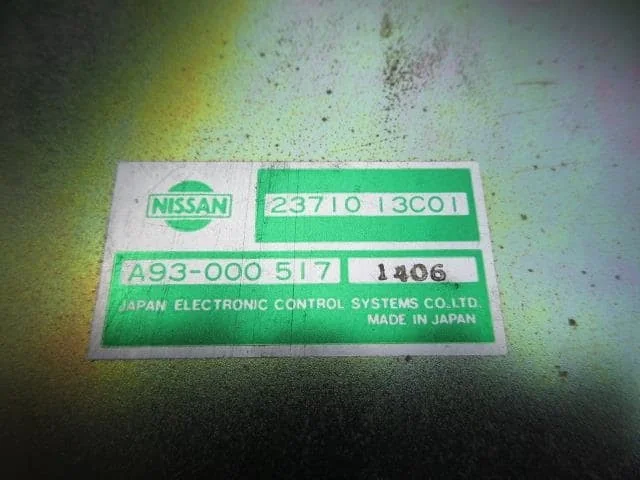 NISSAN
23710 13C01
A93-000 517 1406
JAPAN ELECTRONIC CONTROL SYSTEMS CO.LTD.
MADE IN JAPAN